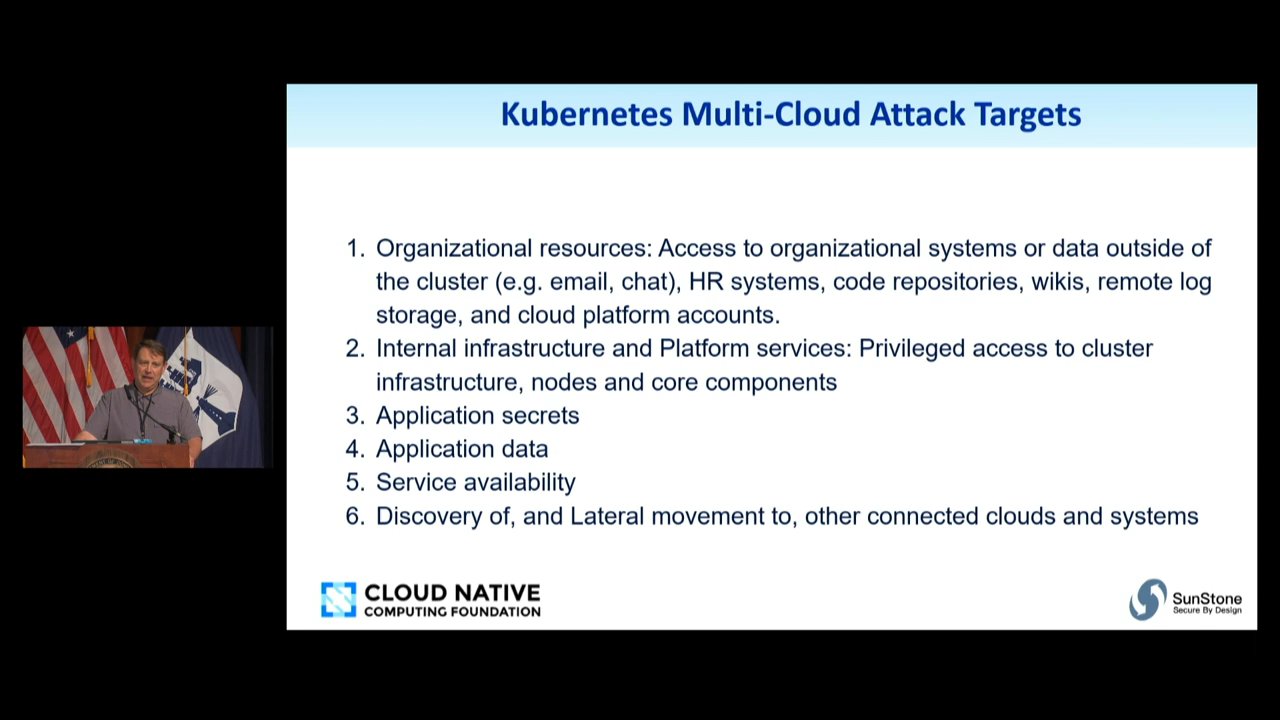 Kubernetes Multi-Cloud Attack Targets
1. Organizational resources: Access to organizational systems or data outside of
the cluster (e.g. email, chat), HR systems, code repositories, wikis, remote log
storage, and cloud platform accounts.
2. Internal infrastructure and Platform services: Privileged access to cluster
infrastructure, nodes and core components
3. Application secrets
4. Application data
5. Service availability
6. Discovery of, and Lateral movement to, other connected clouds and systems
CLOUD NATIVE
COMPUTING FOUNDATION
SunStone
Secure By Design